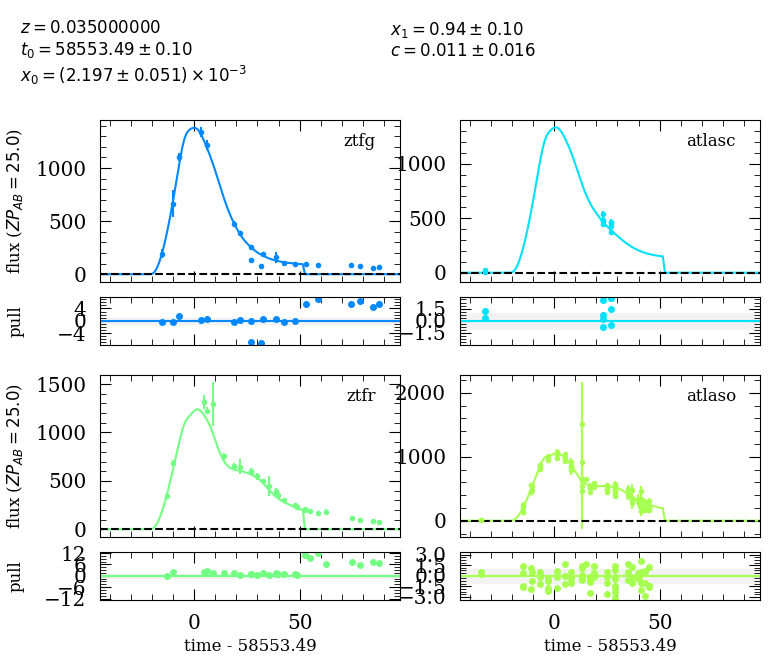 z = 0.035000000
t₀ = 58553.49 ± 0.10
x₀ = (2.197 ± 0.051) × 10⁻³
x₁ = 0.94 ± 0.10
c = 0.011 ± 0.016
flux (ZP_AB = 25.0)
1000
500
0
ztfg
1000
500
0
atlasc
pull
4
0
−4
1.5
0.0
−1.5
flux (ZP_AB = 25.0)
1500
1000
500
0
ztfr
2000
1000
0
atlaso
pull
12
6
0
−6
−12
3.0
1.5
0.0
−1.5
−3.0
0
50
0
50
time - 58553.49
time - 58553.49